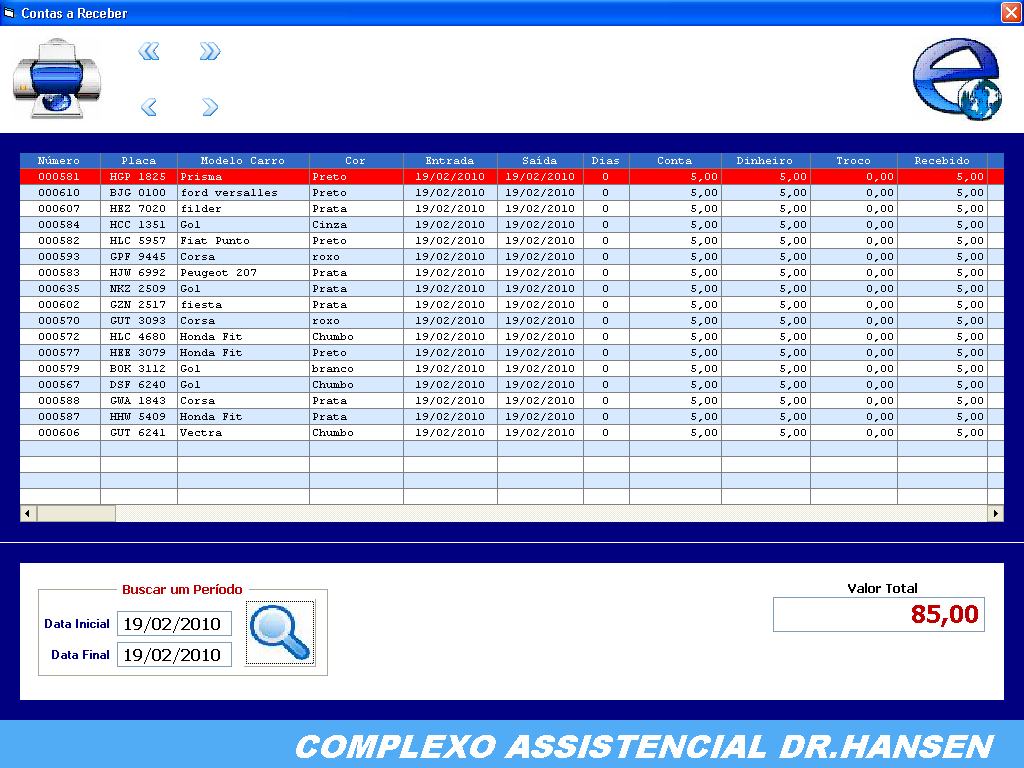 Contas a Receber
Número Placa Modelo Carro Cor Entrada Saída Dias Conta Dinheiro Troco Recebido
000581 HGP 1825 Prisma Preto 19/02/2010 19/02/2010 0 5,00 5,00 0,00 5,00
000610 BJG 0100 ford versalles Preto 19/02/2010 19/02/2010 0 5,00 5,00 0,00 5,00
000607 HEZ 7020 filder Prata 19/02/2010 19/02/2010 0 5,00 5,00 0,00 5,00
000584 HCC 1351 Gol Cinza 19/02/2010 19/02/2010 0 5,00 5,00 0,00 5,00
000582 HLC 5957 Fiat Punto Preto 19/02/2010 19/02/2010 0 5,00 5,00 0,00 5,00
000593 GPF 9445 Corsa roxo 19/02/2010 19/02/2010 0 5,00 5,00 0,00 5,00
000583 HJW 6992 Peugeot 207 Prata 19/02/2010 19/02/2010 0 5,00 5,00 0,00 5,00
000635 NKZ 2509 Gol Prata 19/02/2010 19/02/2010 0 5,00 5,00 0,00 5,00
000602 GZN 2517 fiesta Prata 19/02/2010 19/02/2010 0 5,00 5,00 0,00 5,00
000570 GUT 3093 Corsa roxo 19/02/2010 19/02/2010 0 5,00 5,00 0,00 5,00
000572 HLC 4680 Honda Fit Chumbo 19/02/2010 19/02/2010 0 5,00 5,00 0,00 5,00
000577 HEE 3079 Honda Fit Preto 19/02/2010 19/02/2010 0 5,00 5,00 0,00 5,00
000579 BOK 3112 Gol branco 19/02/2010 19/02/2010 0 5,00 5,00 0,00 5,00
000567 DSF 6240 Gol Chumbo 19/02/2010 19/02/2010 0 5,00 5,00 0,00 5,00
000588 GWA 1843 Corsa Prata 19/02/2010 19/02/2010 0 5,00 5,00 0,00 5,00
000587 HHW 5409 Honda Fit Prata 19/02/2010 19/02/2010 0 5,00 5,00 0,00 5,00
000606 GUT 6241 Vectra Chumbo 19/02/2010 19/02/2010 0 5,00 5,00 0,00 5,00
Buscar um Período
Data Inicial 19/02/2010
Data Final 19/02/2010
Valor Total
85,00
COMPLEXO ASSISTENCIAL DR.HANSEN